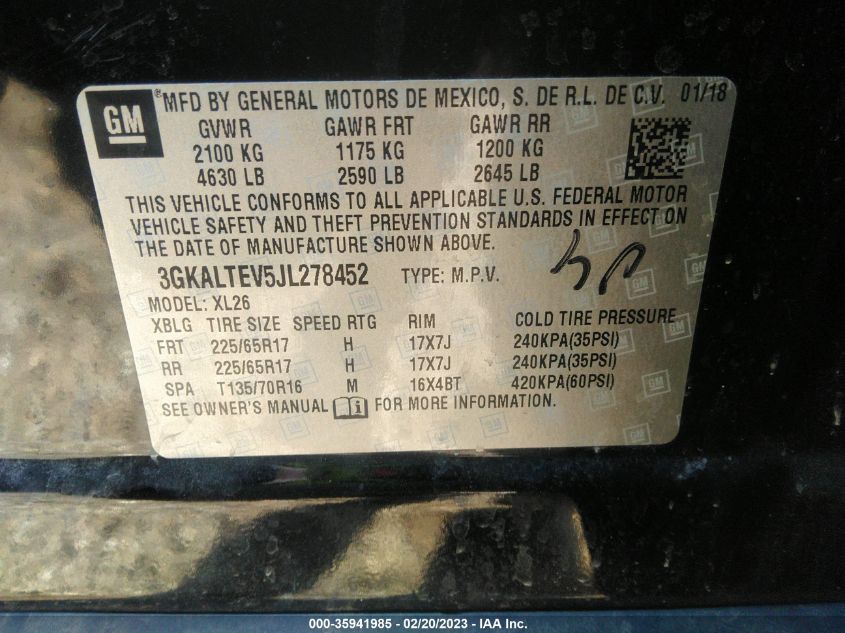 GM ® MFD BY GENERAL MOTORS DE MEXICO, S. DE R.L. DE C.V. 01/18
GVWR GAWR FRT GAWR RR
2100 KG 1175 KG 1200 KG
4630 LB 2590 LB 2645 LB
THIS VEHICLE CONFORMS TO ALL APPLICABLE U.S. FEDERAL MOTOR
VEHICLE SAFETY AND THEFT PREVENTION STANDARDS IN EFFECT ON
THE DATE OF MANUFACTURE SHOWN ABOVE.
3GKALTEV5JL278452 TYPE: M.P.V.
MODEL: XL26
XBLG TIRE SIZE SPEED RTG RIM COLD TIRE PRESSURE
FRT 225/65R17 H 17X7J 240KPA(35PSI)
RR 225/65R17 H 17X7J 240KPA(35PSI)
SPA T135/70R16 M 16X4BT 420KPA(60PSI)
SEE OWNER'S MANUAL i FOR MORE INFORMATION.
000-35941985 - 02/20/2023 - IAA Inc.